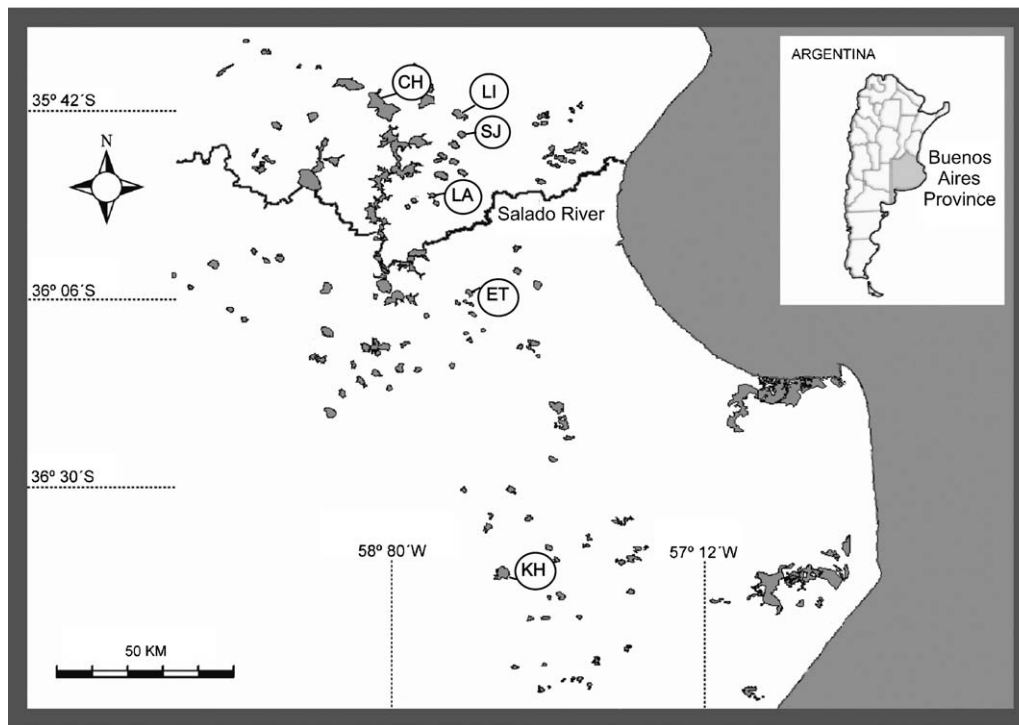 ARGENTINA
Buenos
Aires
Province
CH
LI
35º 42´S
SJ
N
LA
Salado River
36º 06´S
ET
36º 30´S
58º 80´W
57º 12´W
KH
50 KM